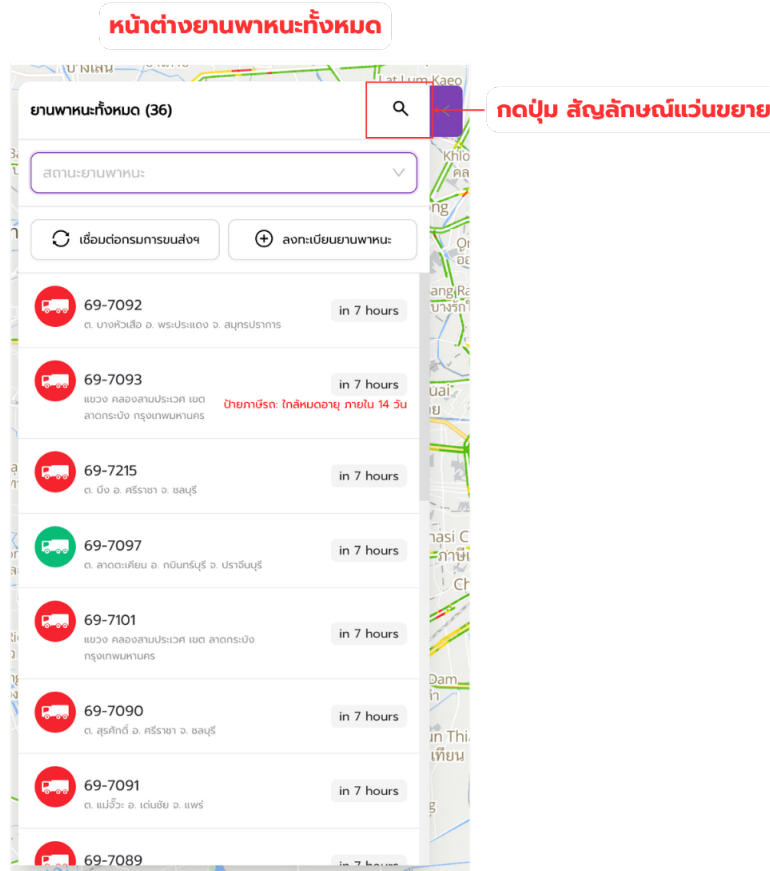 หน้าต่างยานพาหนะทั้งหมด
Lat Lum Kaeo
ยานพาหนะทั้งหมด (36)
กดปุ่ม สัญลักษณ์แว่นขยาย
สถานะยานพาหนะ
เชื่อมต่อกรมการขนส่งฯ
ลงทะเบียนยานพาหนะ
69-7092
in 7 hours
ต. บางหัวเสือ อ. พระประแดง จ. สมุทรปราการ
69-7093
in 7 hours
แขวง คลองสามประเวศ เขต
ลาดกระบัง กรุงเทพมหานคร
ป้ายภาษีรถ: ใกล้หมดอายุ ภายใน 14 วัน
69-7215
in 7 hours
ต. บึง อ. ศรีราชา จ. ชลบุรี
69-7097
in 7 hours
ต. ลาดตะเคียน อ. กบินทร์บุรี จ. ปราจีนบุรี
69-7101
in 7 hours
แขวง คลองสามประเวศ เขต ลาดกระบัง
กรุงเทพมหานคร
69-7090
in 7 hours
ต. สุรศักดิ์ อ. ศรีราชา จ. ชลบุรี
69-7091
in 7 hours
ต. แม่จั๊วะ อ. เด่นชัย จ. แพร่
69-7089
in 7 hours